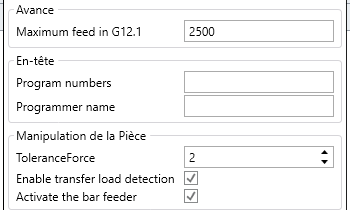 Avance
Maximum feed in G12.1 2500
En-tête
Program numbers
Programmer name
Manipulation de la Pièce
ToleranceForce 2
Enable transfer load detection
Activate the bar feeder